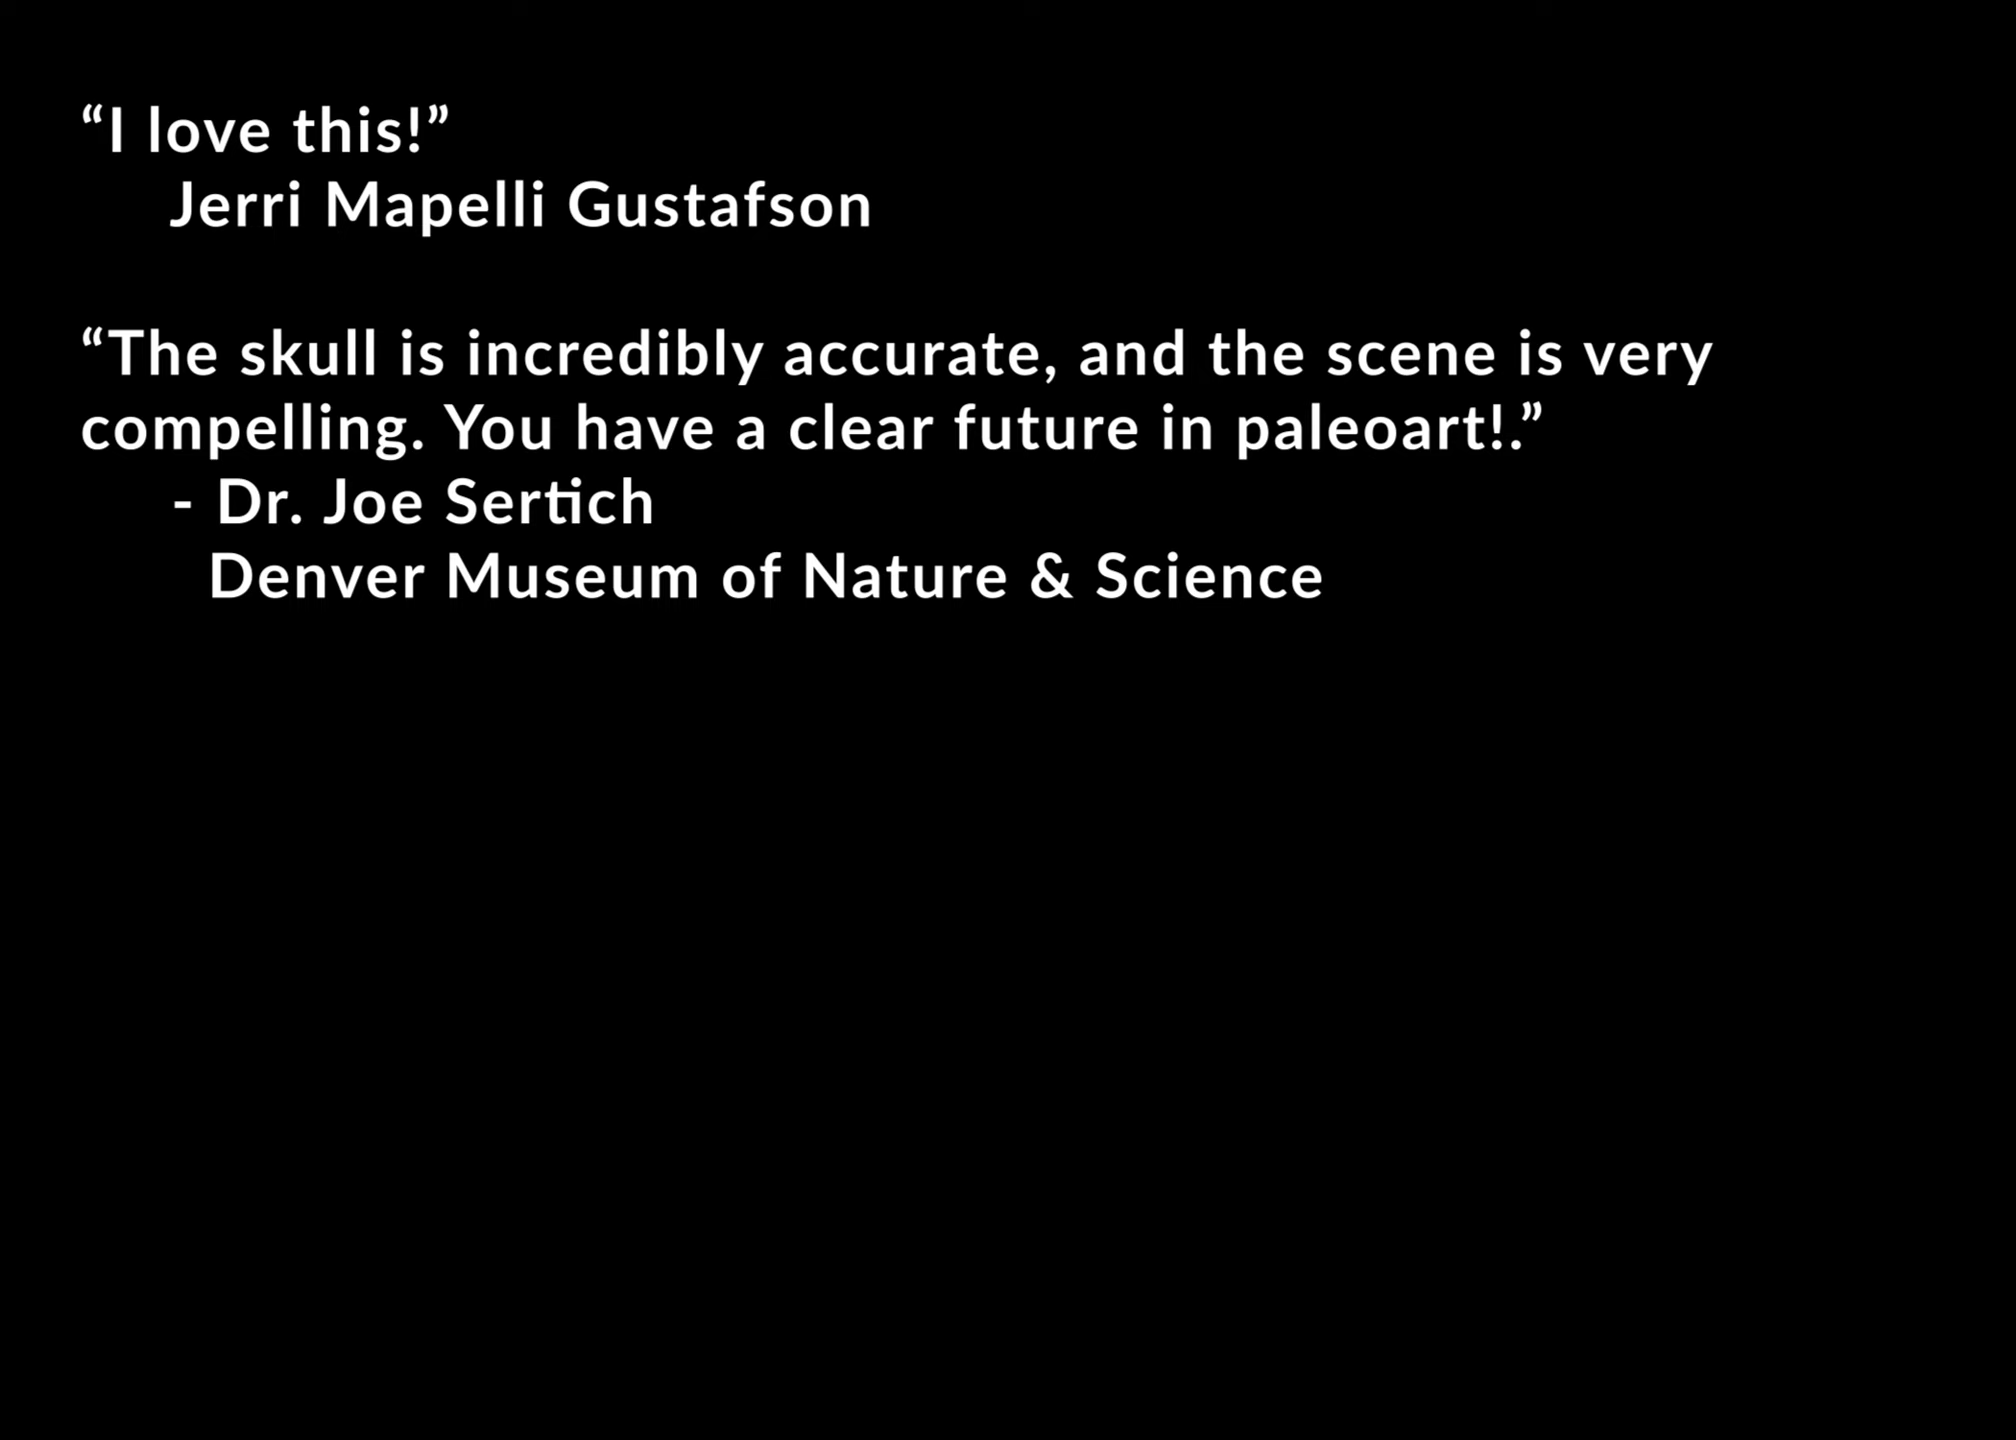 “I love this!”
Jerri Mapelli Gustafson
“The skull is incredibly accurate, and the scene is very
compelling. You have a clear future in paleoart!.”
- Dr. Joe Sertich
Denver Museum of Nature & Science